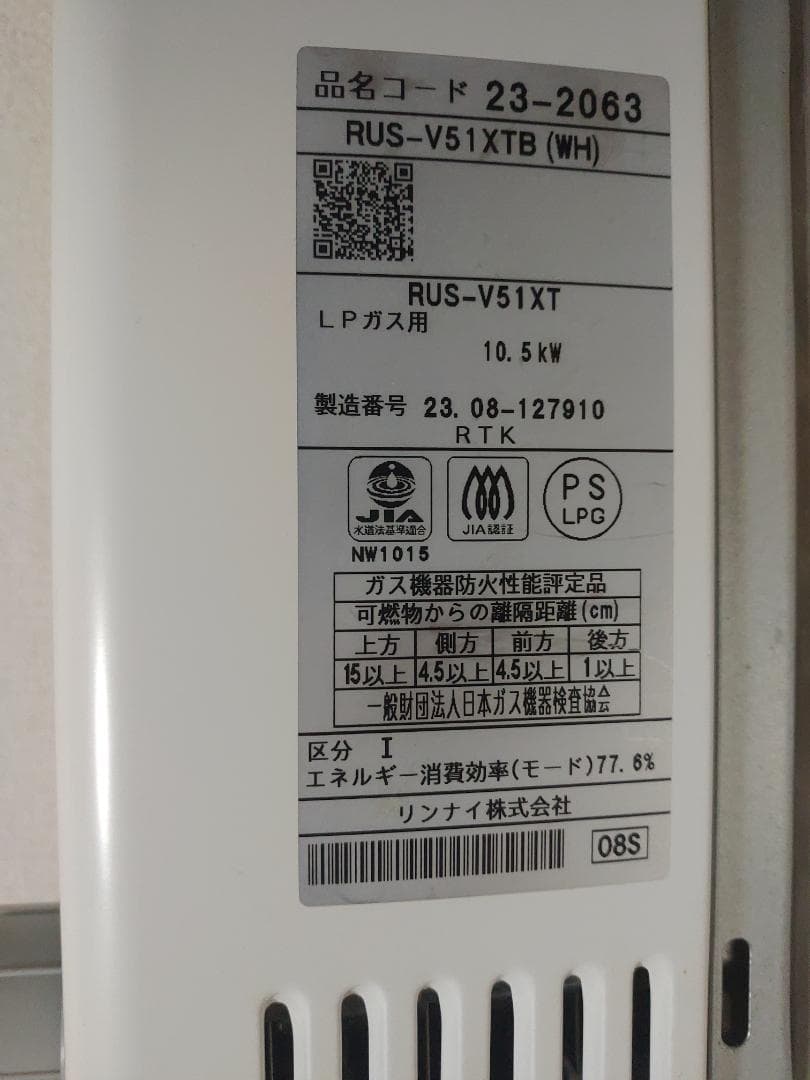 品名コード 23-2063
RUS-V51XTB(WH)
RUS-V51XT
LPガス用
10.5kW
製造番号 23.08-127910
RTK
JIA
水道法基準適合
NW1015
JIA認証
PS
LPG
ガス機器防火性能評定品
可燃物からの離隔距離(cm)
上方 側方 前方 後方
15以上 4.5以上 4.5以上 1以上
一般財団法人日本ガス機器検査協会
区分 I
エネルギー消費効率(モード)77.6%
リンナイ株式会社
08S